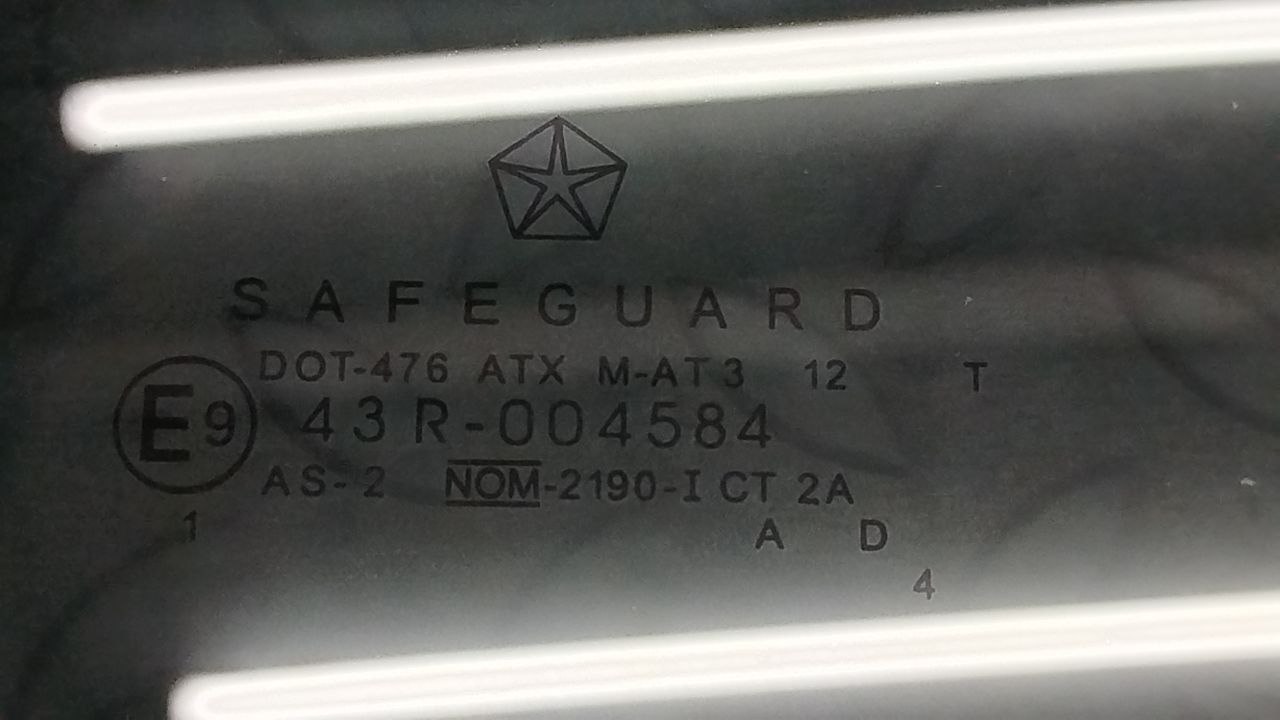 SAFEGUARD
DOT-476 ATX M-AT3 12 T
E9 43R-004584
AS-2 NOM-2190-I CT 2A
1 A D
4